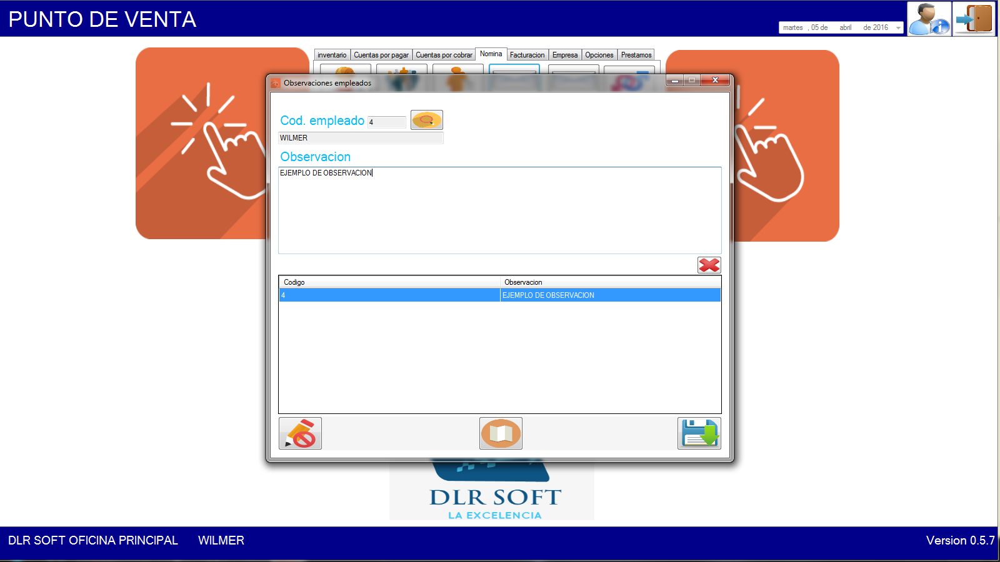 PUNTO DE VENTA
martes , 05 de abril de 2016
inventario Cuentas por pagar Cuentas por cobrar Nomina Facturacion Empresa Opciones Prestamos
Observaciones empleados
Cod. empleado 4
WILMER
Observacion
EJEMPLO DE OBSERVACION
Codigo Observacion
4 EJEMPLO DE OBSERVACION
DLR SOFT
LA EXCELENCIA
DLR SOFT OFICINA PRINCIPAL WILMER Version 0.5.7